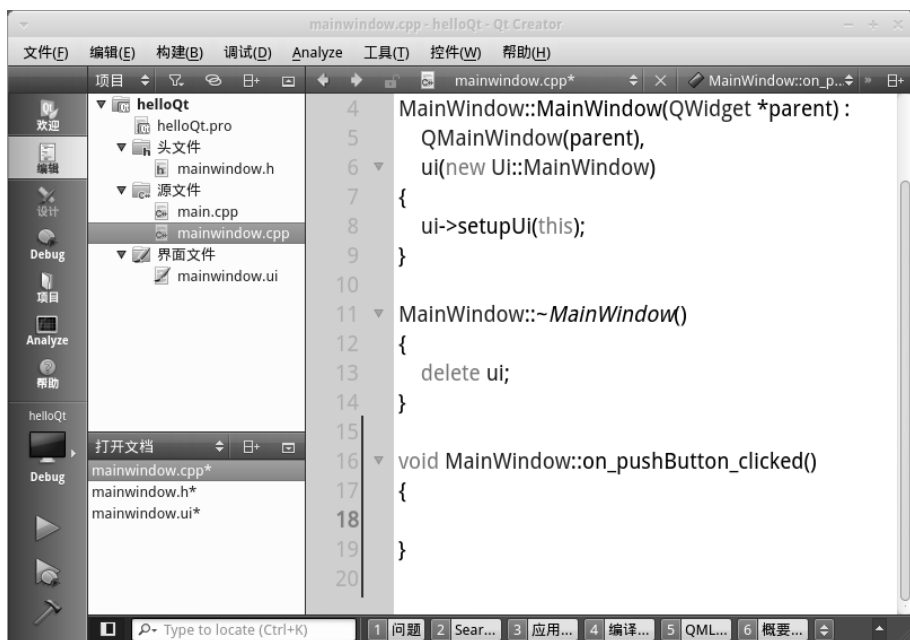 mainwindow.cpp - helloQt - Qt Creator
文件(F) 编辑(E) 构建(B) 调试(D) Analyze 工具(T) 控件(W) 帮助(H)
项目
mainwindow.cpp*
MainWindow::on_p...
欢迎
编辑
设计
Debug
项目
Analyze
帮助
helloQt
Debug
helloQt
helloQt.pro
头文件
mainwindow.h
源文件
main.cpp
mainwindow.cpp
界面文件
mainwindow.ui
打开文档
mainwindow.cpp*
mainwindow.h*
mainwindow.ui*
4 MainWindow::MainWindow(QWidget *parent) :
5 QMainWindow(parent),
6 ui(new Ui::MainWindow)
7 {
8 ui->setupUi(this);
9 }
10
11 MainWindow::~MainWindow()
12 {
13 delete ui;
14 }
15
16 void MainWindow::on_pushButton_clicked()
17 {
18
19 }
20
Type to locate (Ctrl+K)
1 问题 2 Sear... 3 应用... 4 编译... 5 QML... 6 概要...